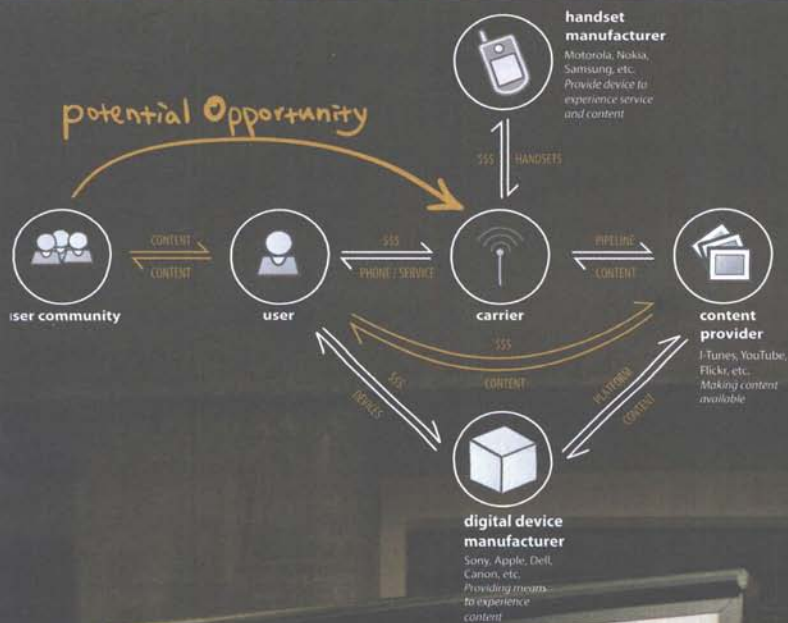 handset
manufacturer
Motorola, Nokia,
Samsung, etc.
Provide device to
experience service
and content
potential Opportunity
$$$
HANDSETS
CONTENT
CONTENT
$$$
PHONE / SERVICE
PIPELINE
CONTENT
ser community
user
carrier
content
provider
I-Tunes, YouTube,
Flickr, etc.
Making content
available
$$$
CONTENT
$$$
DEVICES
PLATFORM
CONTENT
digital device
manufacturer
Sony, Apple, Dell,
Canon, etc.
Providing means
to experience
content